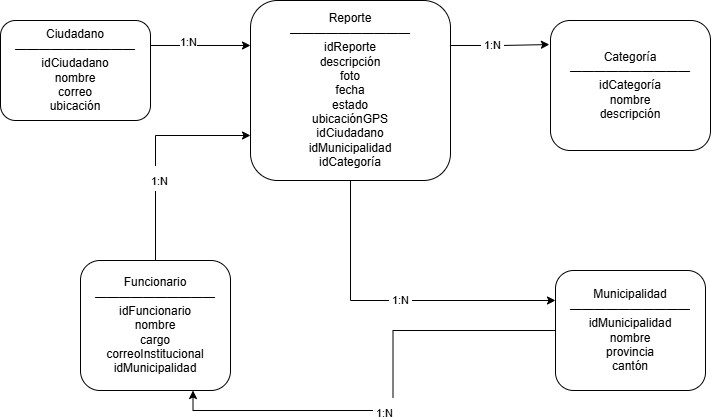 Ciudadano
idCiudadano
nombre
correo
ubicación
1:N
Reporte
idReporte
descripción
foto
fecha
estado
ubicaciónGPS
idCiudadano
idMunicipalidad
idCategoría
1:N
Categoría
idCategoría
nombre
descripción
1:N
Funcionario
idFuncionario
nombre
cargo
correoInstitucional
idMunicipalidad
1:N
Municipalidad
idMunicipalidad
nombre
provincia
cantón
1:N